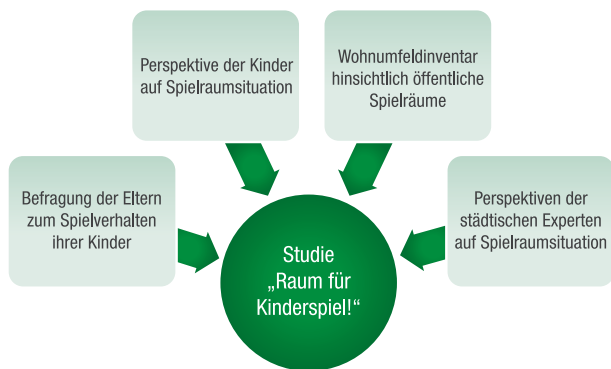 Perspektive der Kinder
auf Spielraumsituation
Wohnumfeldinventar
hinsichtlich öffentliche
Spielräume
Befragung der Eltern
zum Spielverhalten
ihrer Kinder
Perspektiven der
städtischen Experten
auf Spielraumsituation
Studie
„Raum für
Kinderspiel!“